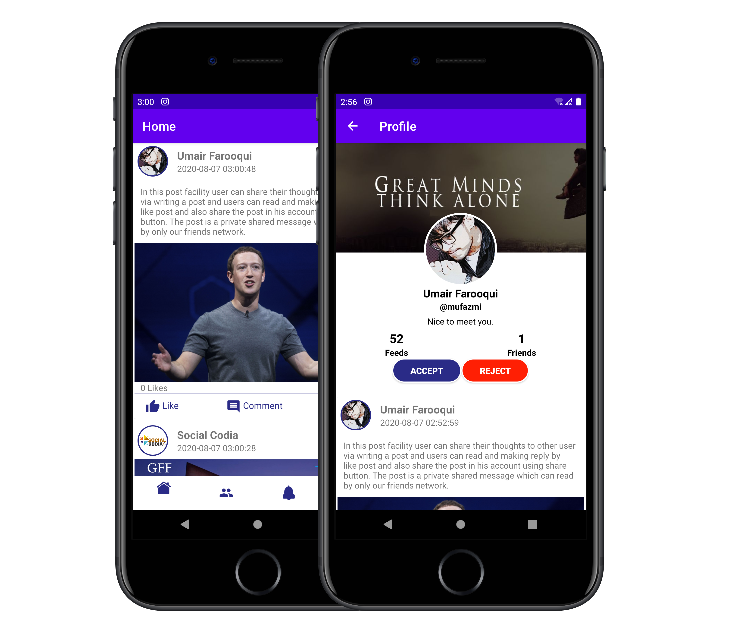 3:00
Home
Umair Farooqui
2020-08-07 03:00:48
In this post facility user can share their thought
via writing a post and users can read and maki
like post and also share the post in his account
button. The post is a private shared message
by only our friends network.
0 Likes
Like
Comment
Social Codia
2020-08-07 03:00:28
GFF
2:56
Profile
GREAT MINDS
THINK ALONE
Umair Farooqui
@mufazmi
Nice to meet you.
52
1
Feeds
Friends
ACCEPT
REJECT
Umair Farooqui
2020-08-07 02:52:59
In this post facility user can share their thoughts to other user
via writing a post and users can read and making reply by
like post and also share the post in his account using share
button. The post is a private shared message which can read
by only our friends network.